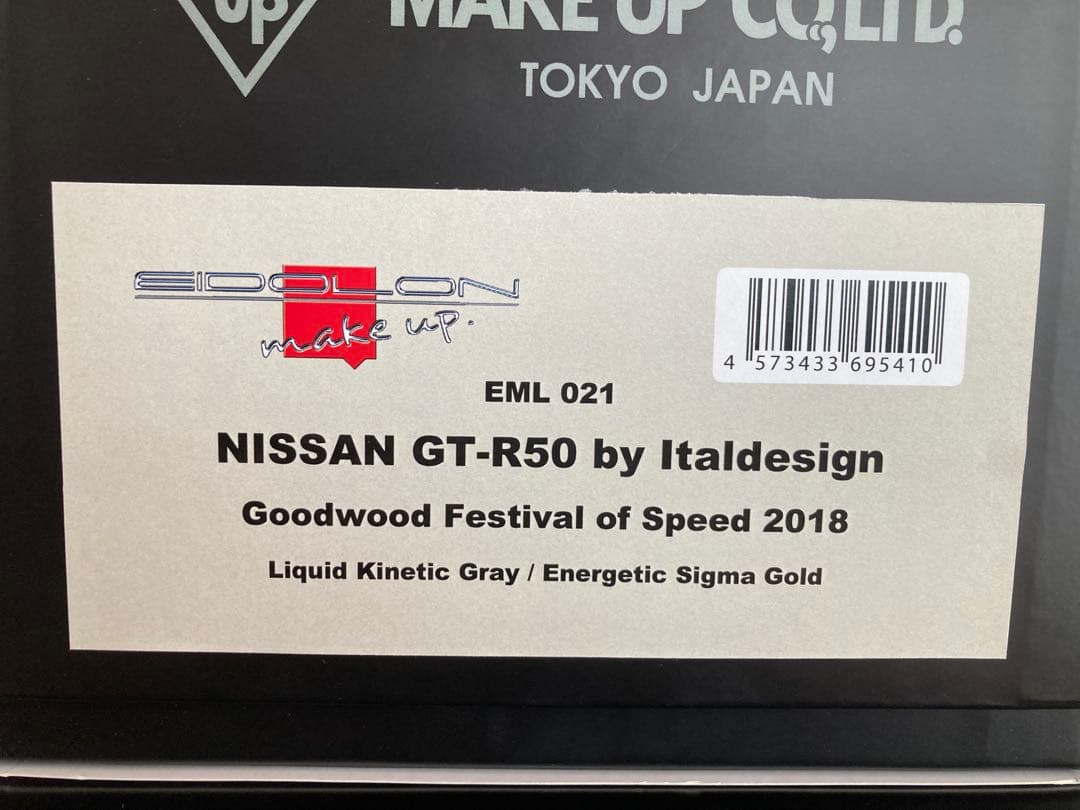 up
MAKE UP CO.,LTD.
TOKYO JAPAN
EIDOLON
make up.
4 573433 695410
EML 021
NISSAN GT-R50 by Italdesign
Goodwood Festival of Speed 2018
Liquid Kinetic Gray / Energetic Sigma Gold